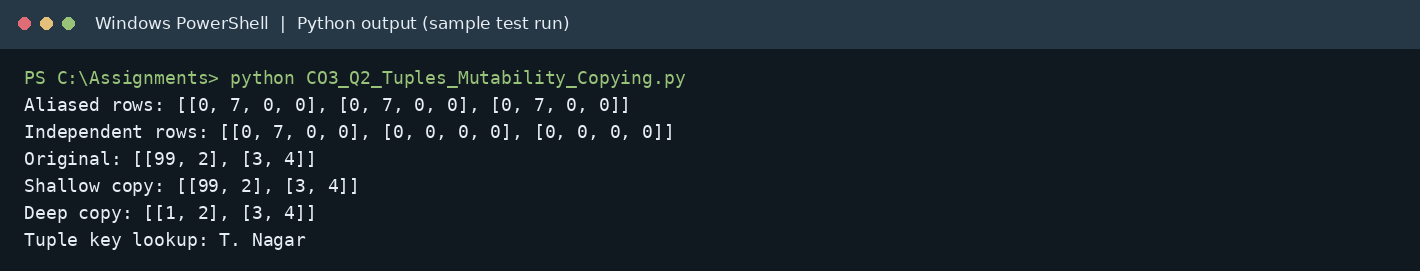 Windows PowerShell | Python output (sample test run)
PS C:\Assignments> python CO3_Q2_Tuples_Mutability_Copying.py
Aliased rows: [[0, 7, 0, 0], [0, 7, 0, 0], [0, 7, 0, 0]]
Independent rows: [[0, 7, 0, 0], [0, 0, 0, 0], [0, 0, 0, 0]]
Original: [[99, 2], [3, 4]]
Shallow copy: [[99, 2], [3, 4]]
Deep copy: [[1, 2], [3, 4]]
Tuple key lookup: T. Nagar